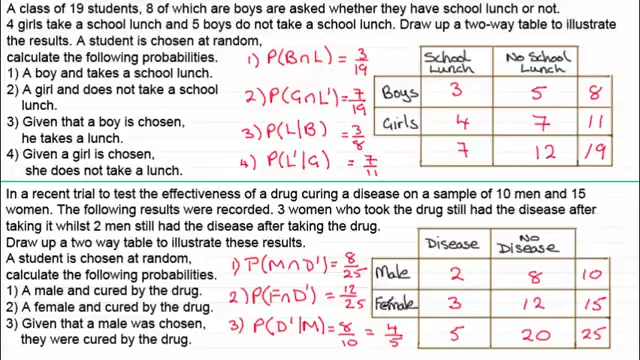 A class of 19 students, 8 of which are boys are asked whether they have school lunch or not.
4 girls take a school lunch and 5 boys do not take a school lunch. Draw up a two-way table to illustrate
the results. A student is chosen at random,
calculate the following probabilities.
1) A boy and takes a school lunch.
2) A girl and does not take a school
lunch.
3) Given that a boy is chosen,
he takes a lunch.
4) Given a girl is chosen,
she does not take a lunch.
1) P(B∩L) = 3/19
2) P(G∩L') = 7/19
3) P(L|B) = 3/8
4) P(L'|G) = 7/11
School Lunch No School Lunch
Boys 3 5 8
Girls 4 7 11
7 12 19
In a recent trial to test the effectiveness of a drug curing a disease on a sample of 10 men and 15
women. The following results were recorded. 3 women who took the drug still had the disease after
taking it whilst 2 men still had the disease after taking the drug.
Draw up a two way table to illustrate these results.
A student is chosen at random,
calculate the following probabilities.
1) A male and cured by the drug.
2) A female and cured by the drug.
3) Given that a male was chosen,
they were cured by the drug.
1) P(M∩D') = 8/25
2) P(F∩D') = 12/25
3) P(D'|M) = 8/10 = 4/5
Disease No Disease
Male 2 8 10
Female 3 12 15
5 20 25